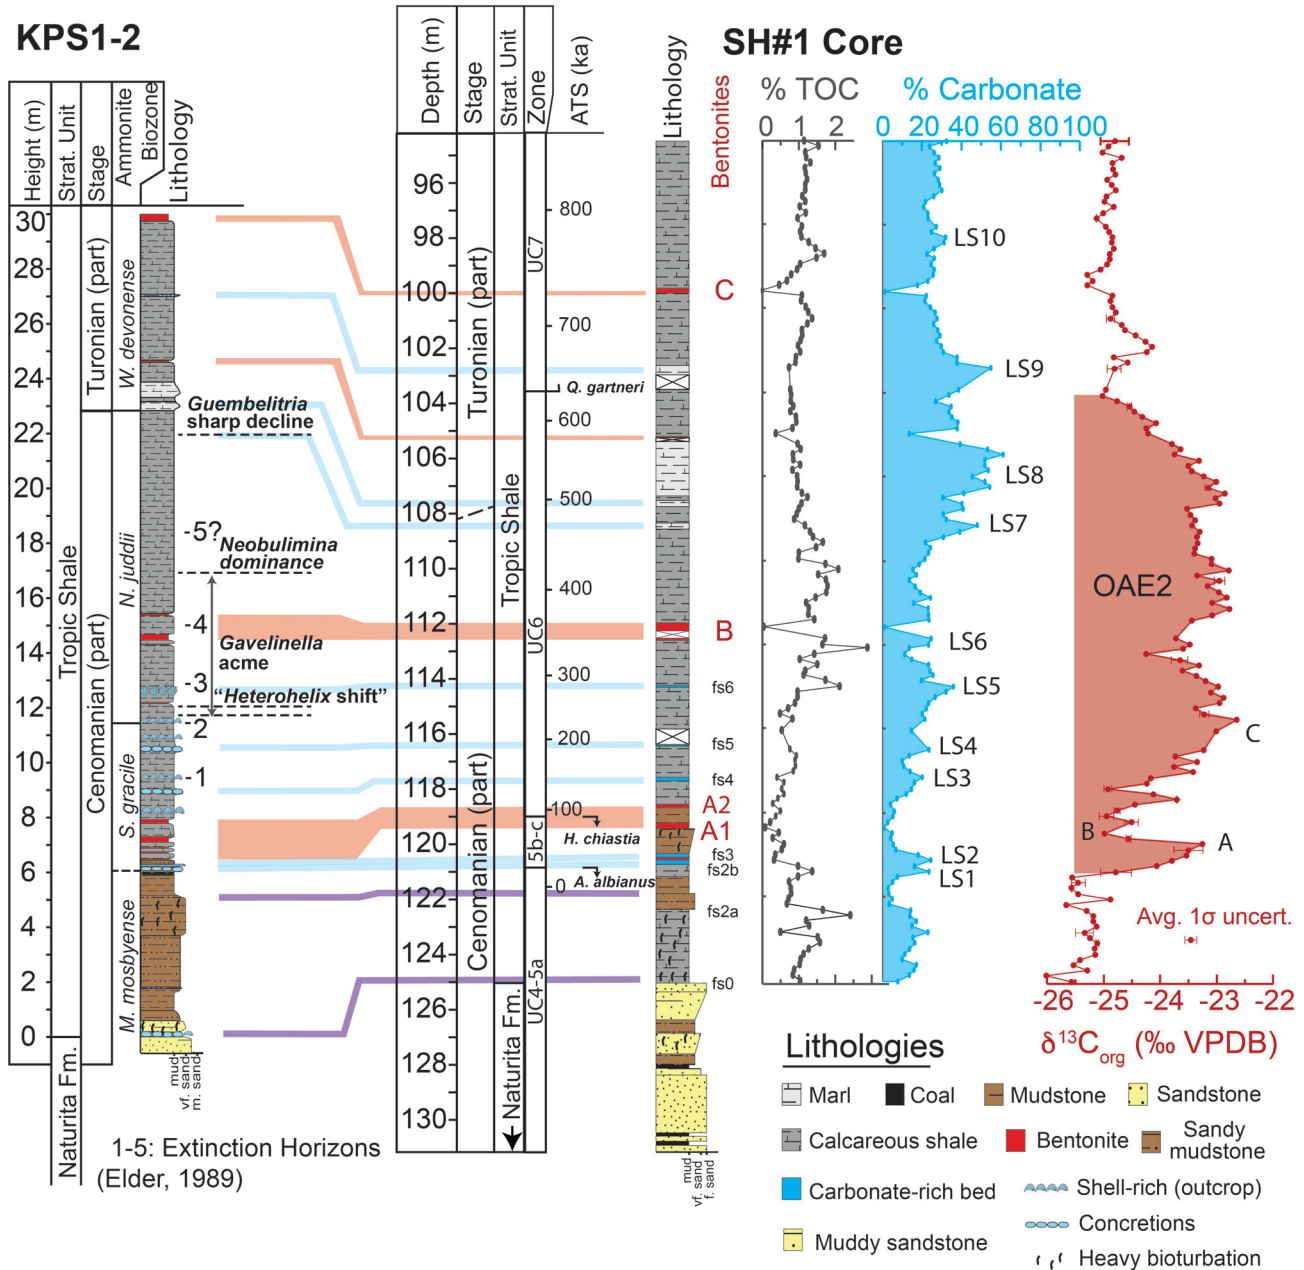 KPS1-2
SH#1 Core
Height (m)
Strat. Unit
Stage
Ammonite
Biozone
Lithology
Depth (m)
Stage
Strat. Unit
Zone
ATS (ka)
Lithology
Bentonites
% TOC
0 1 2
% Carbonate
0 20 40 60 80 100
30
28
26
24
22
20
18
16
14
12
10
8
6
4
2
0
Tropic Shale
Naturita Fm.
Turonian (part)
Cenomanian (part)
W. devonense
N. juddii
S. gracile
M. mosbyense
mud
vf. sand
m. sand
Guembelitria
sharp decline
-5?
Neobulimina
dominance
-4
Gavelinella
acme
-3
"Heterohelix shift"
-2
-1
1-5: Extinction Horizons
(Elder, 1989)
96
98
100
102
104
106
108
110
112
114
116
118
120
122
124
126
128
130
Turonian (part)
Cenomanian (part)
Tropic Shale
Naturita Fm.
UC7
UC6
5b-c
UC4-5a
800
700
600
500
400
300
200
100
0
Q. gartneri
H. chiastia
A. albianus
fs6
fs5
fs4
fs3
fs2b
fs2a
fs0
mud
vf. sand
f. sand
C
B
A2
A1
LS10
LS9
LS8
LS7
LS6
LS5
LS4
LS3
LS2
LS1
OAE2
C
B
A
Avg. 1σ uncert.
-26 -25 -24 -23 -22
δ13Corg (‰ VPDB)
Lithologies
Marl
Coal
Mudstone
Sandstone
Calcareous shale
Bentonite
Sandy
mudstone
Carbonate-rich bed
Shell-rich (outcrop)
Concretions
Muddy sandstone
Heavy bioturbation